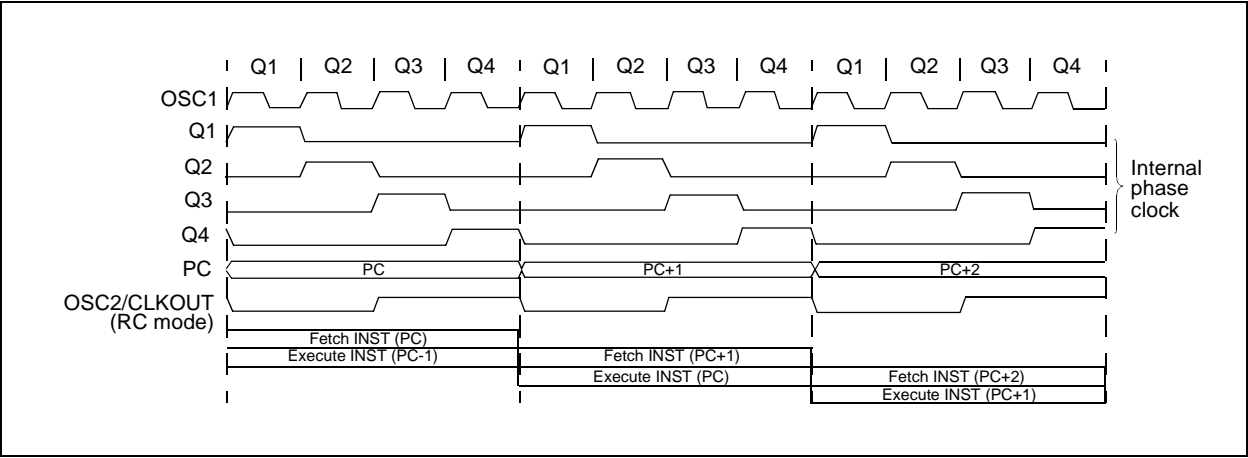 Q1 Q2 Q3 Q4 Q1 Q2 Q3 Q4 Q1 Q2 Q3 Q4
OSC1
Q1
Q2
Q3
Q4
Internal
phase
clock
PC PC PC+1 PC+2
OSC2/CLKOUT
(RC mode)
Fetch INST (PC)
Execute INST (PC-1) Fetch INST (PC+1)
Execute INST (PC) Fetch INST (PC+2)
Execute INST (PC+1)